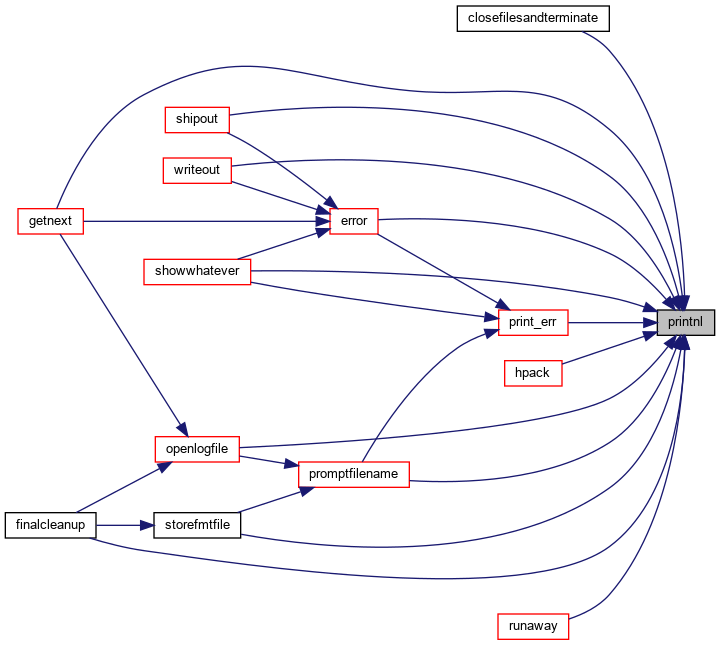 closefilesandterminate
shipout
writeout
getnext
error
showwhatever
print_err
printnl
hpack
openlogfile
promptfilename
finalcleanup
storefmtfile
runaway